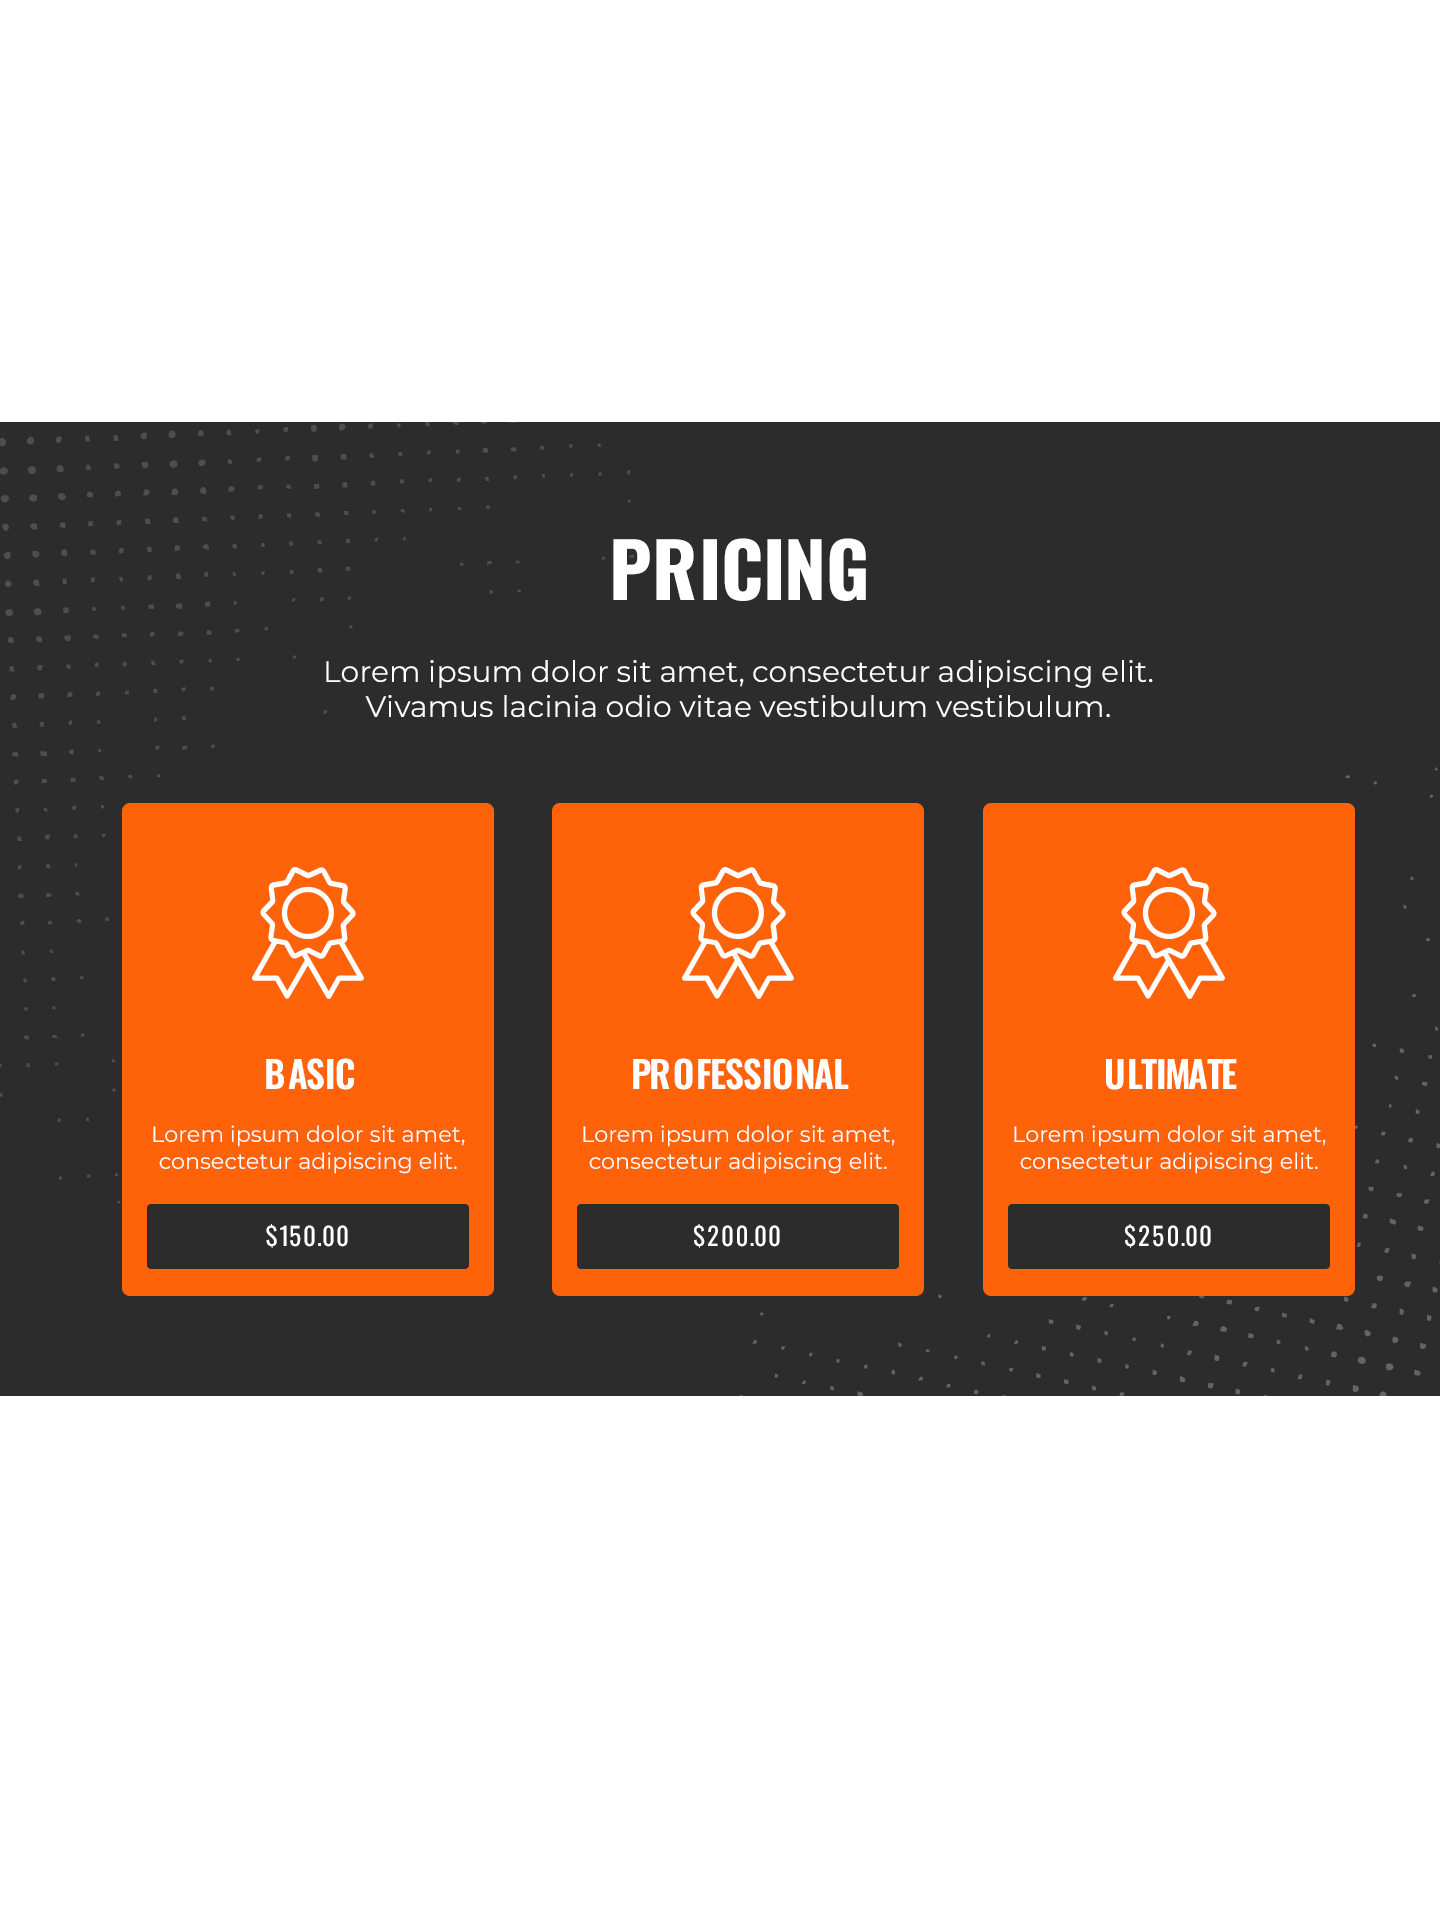 PRICING
Lorem ipsum dolor sit amet, consectetur adipiscing elit.
Vivamus lacinia odio vitae vestibulum vestibulum.
BASIC
Lorem ipsum dolor sit amet,
consectetur adipiscing elit.
$150.00
PROFESSIONAL
Lorem ipsum dolor sit amet,
consectetur adipiscing elit.
$200.00
ULTIMATE
Lorem ipsum dolor sit amet,
consectetur adipiscing elit.
$250.00